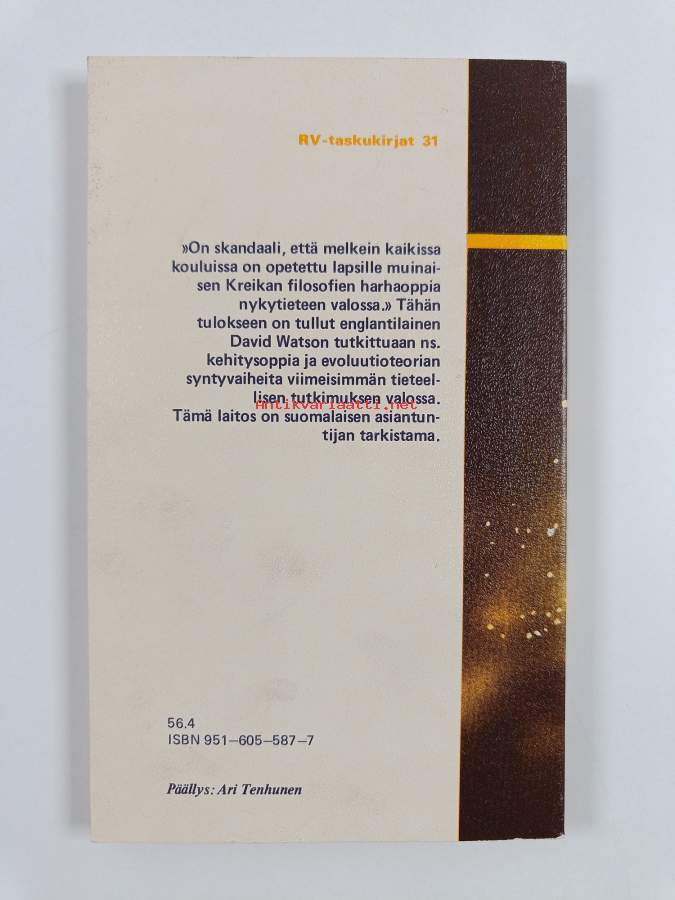 RV-taskukirjat 31
»On skandaali, että melkein kaikissa
kouluissa on opetettu lapsille muinai-
sen Kreikan filosofien harhaoppia
nykytieteen valossa.» Tähän
tulokseen on tullut englantilainen
David Watson tutkittuaan ns.
kehitysoppia ja evoluutioteorian
syntyvaiheita viimeisimmän tieteel-
lisen tutkimuksen valossa.
Antikvariaatti.net
Tämä laitos on suomalaisen asiantun-
tijan tarkistama.
56.4
ISBN 951—605—587—7
Päällys: Ari Tenhunen